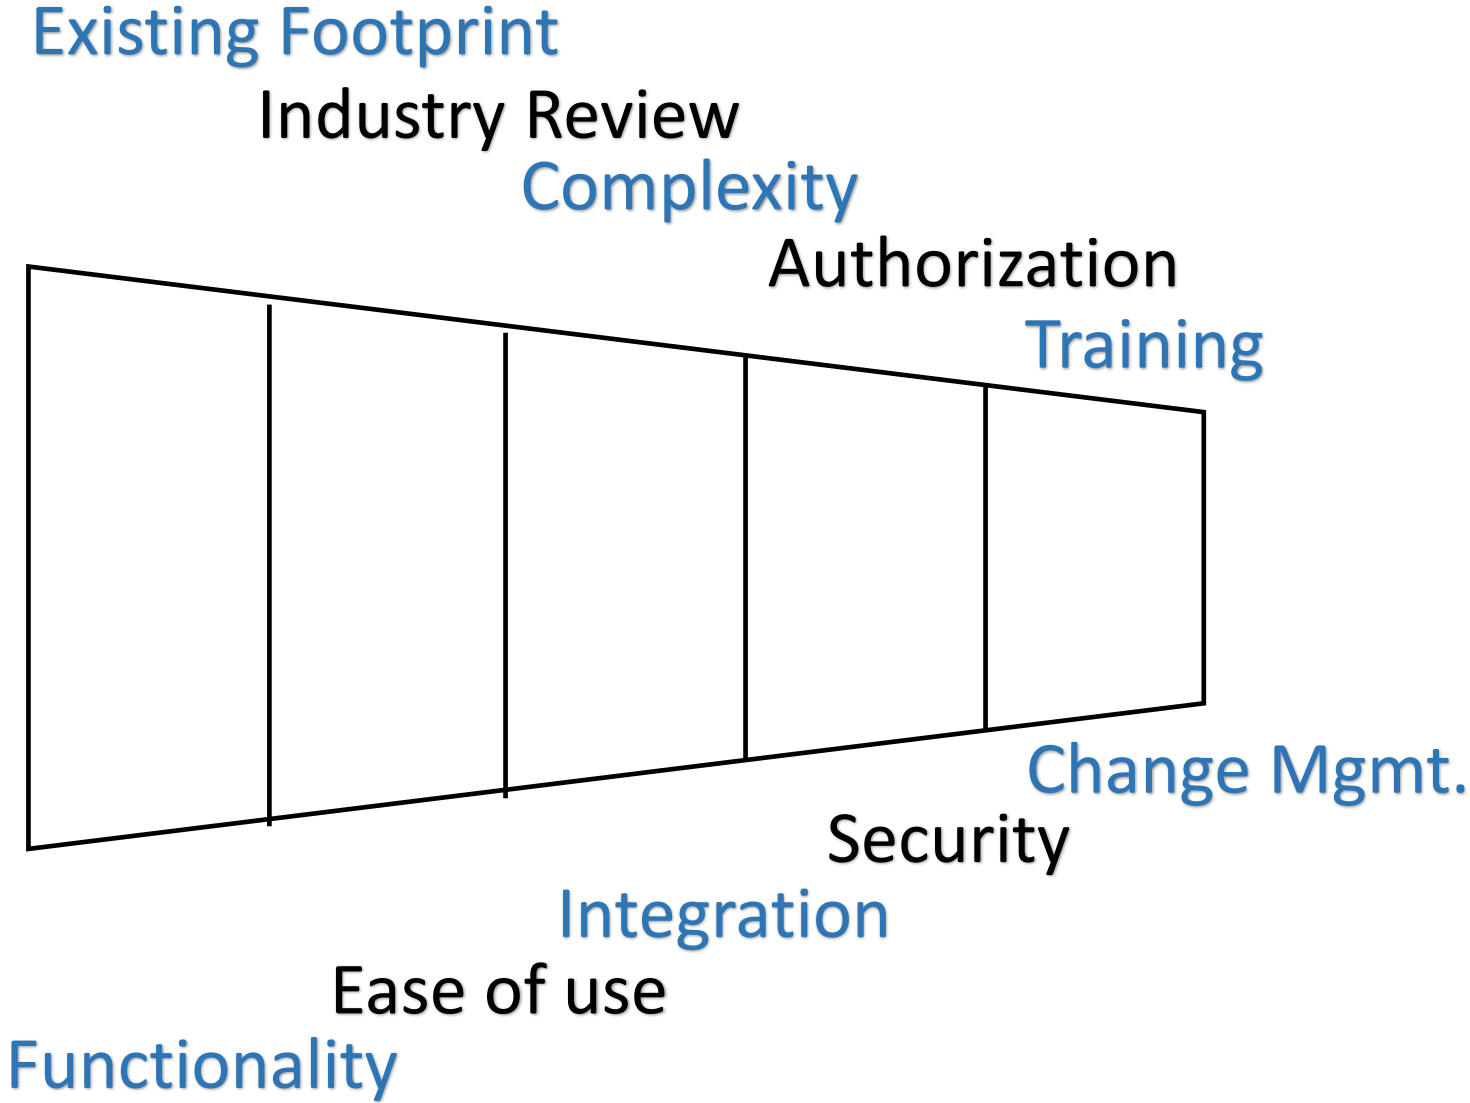 Existing Footprint
Industry Review
Complexity
Authorization
Training
Change Mgmt.
Security
Integration
Ease of use
Functionality